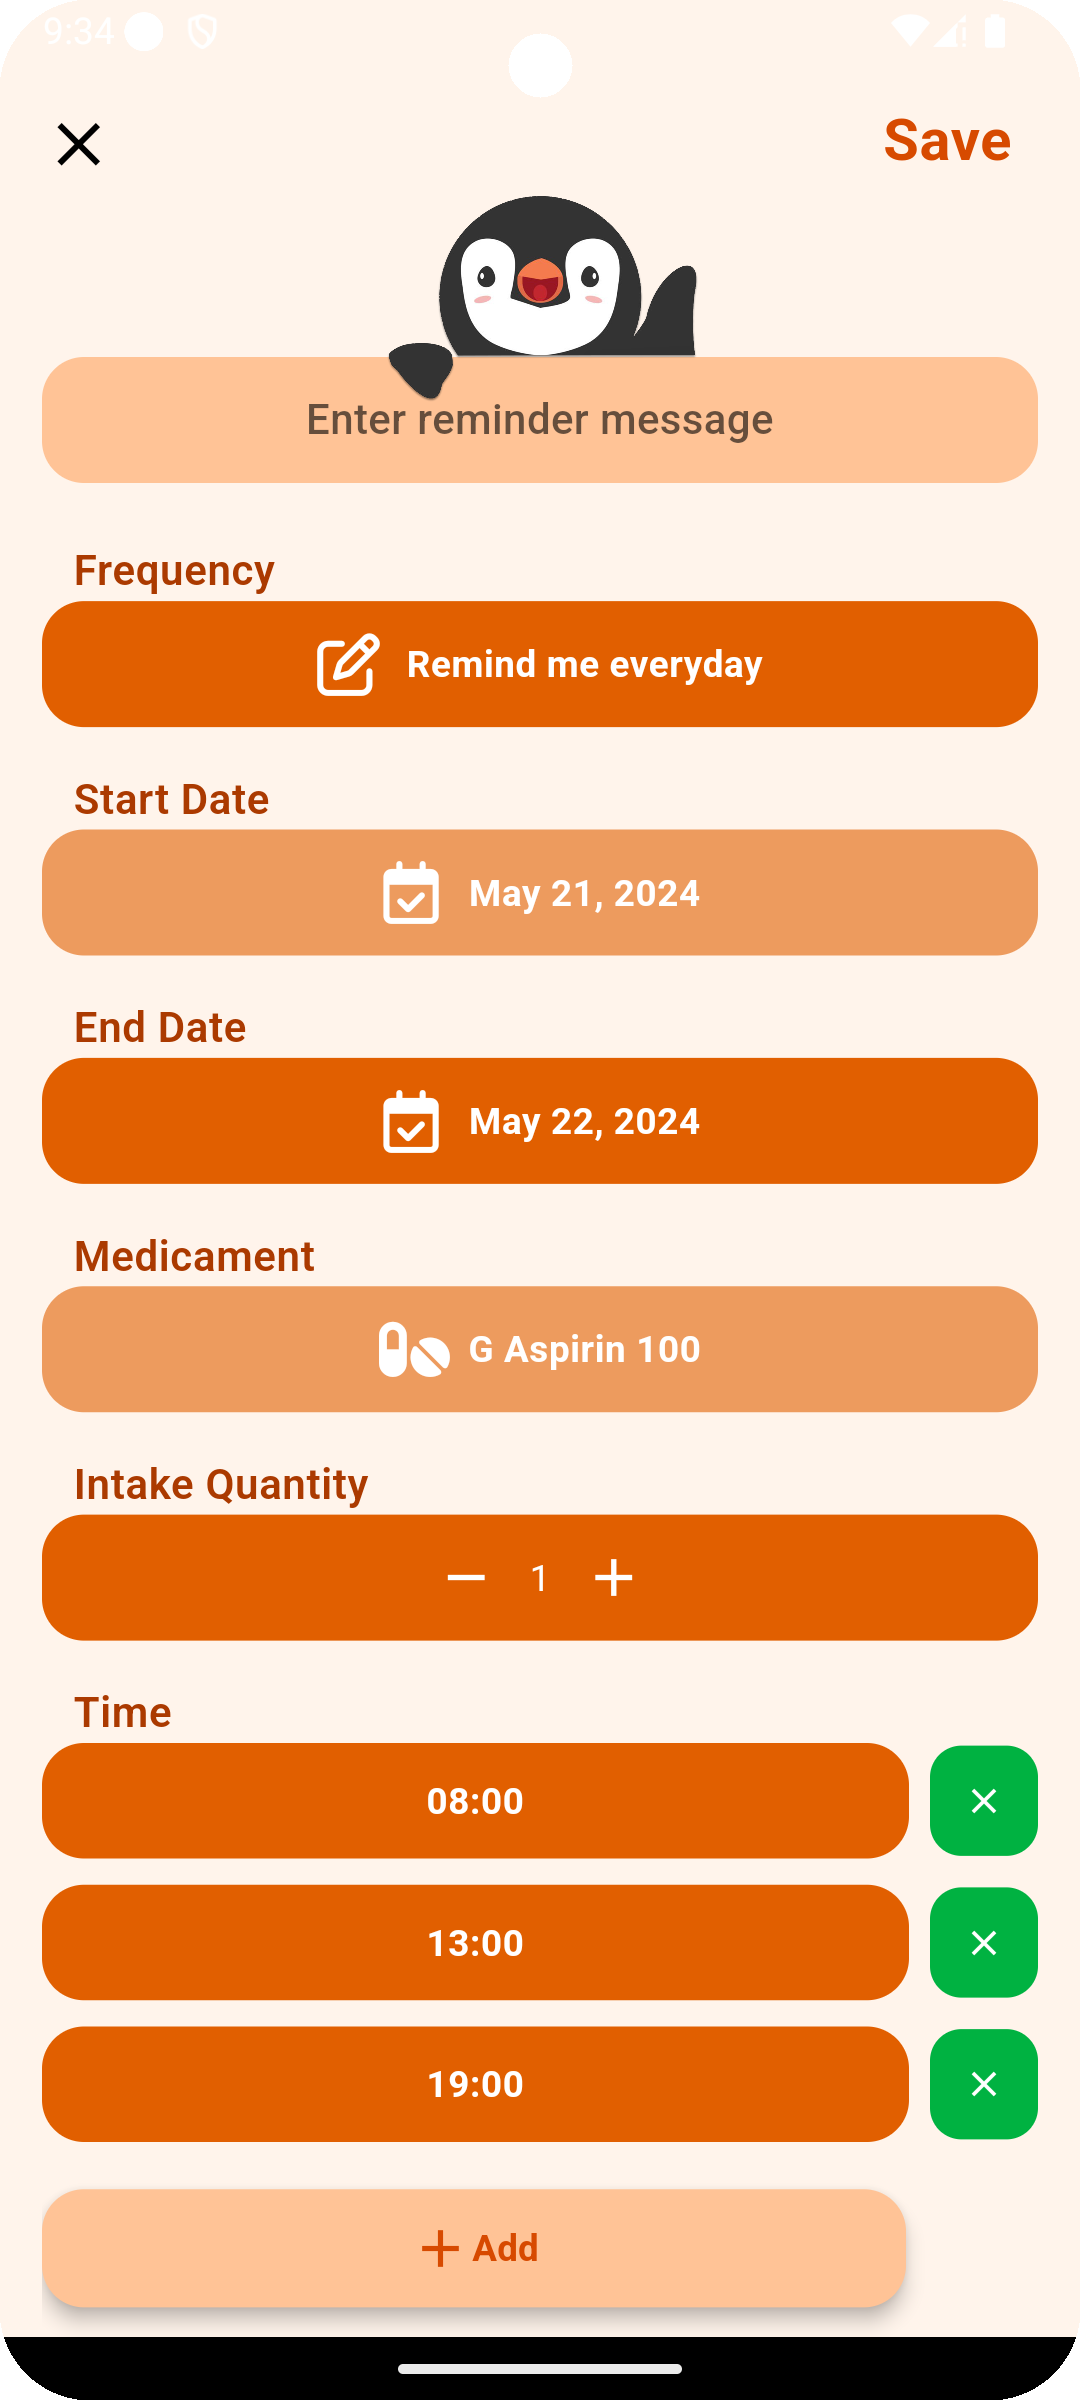 9:34
Save
Enter reminder message
Frequency
Remind me everyday
Start Date
May 21, 2024
End Date
May 22, 2024
Medicament
G Aspirin 100
Intake Quantity
1
Time
08:00
13:00
19:00
Add